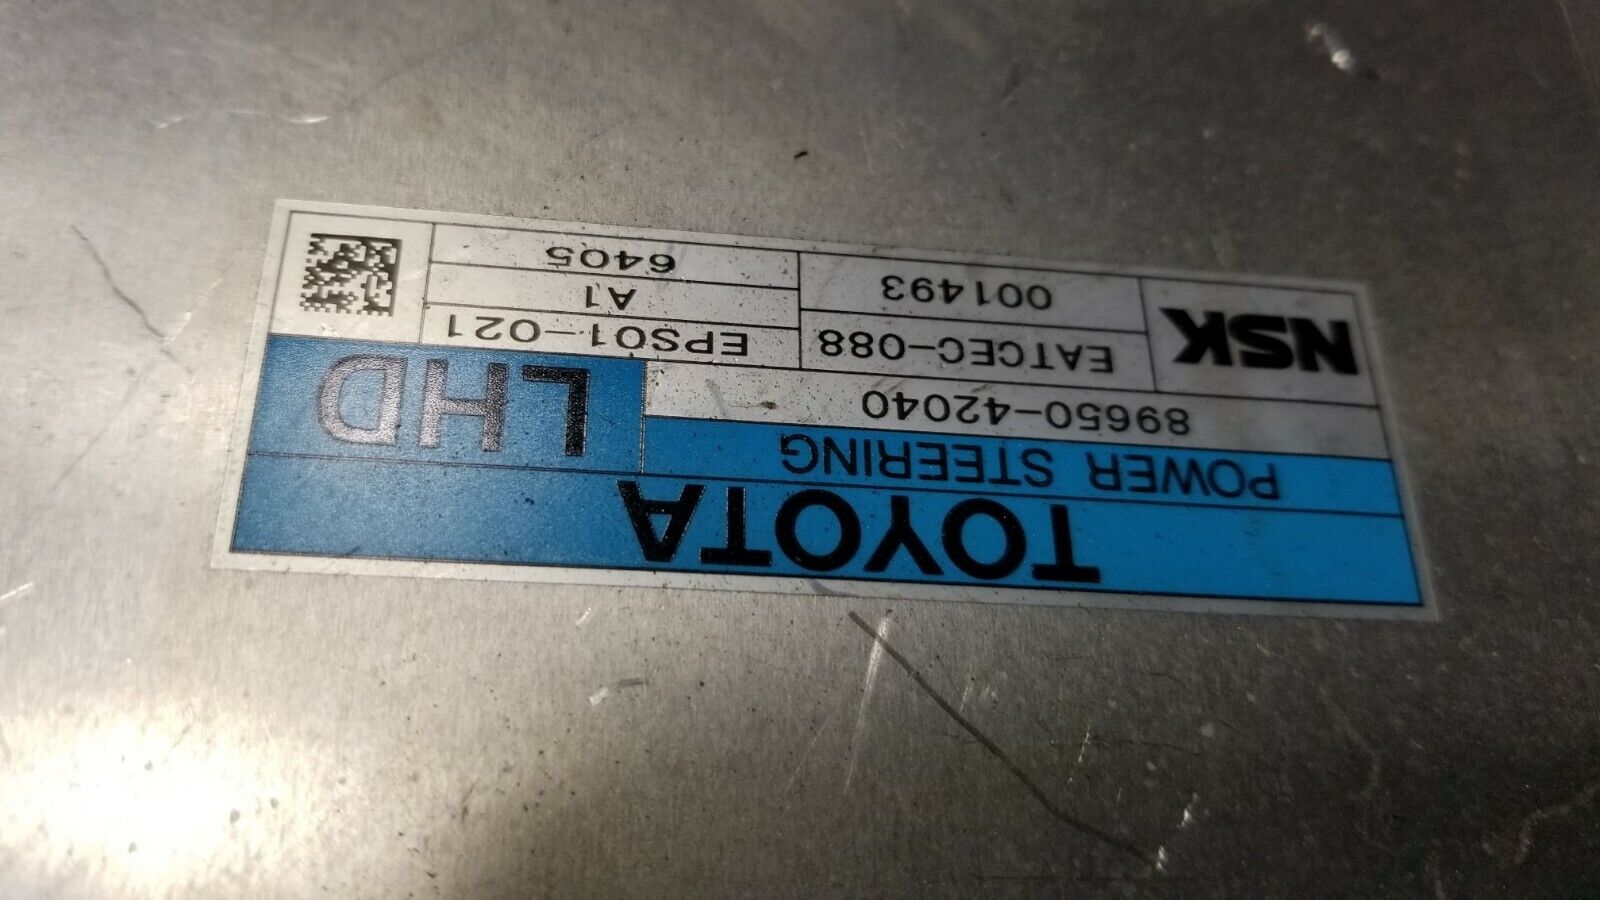 TOYOTA
POWER STEERING
LHD
89650-42040
NSK
EATCEC-088
EPS01-021
A1
001493
6405